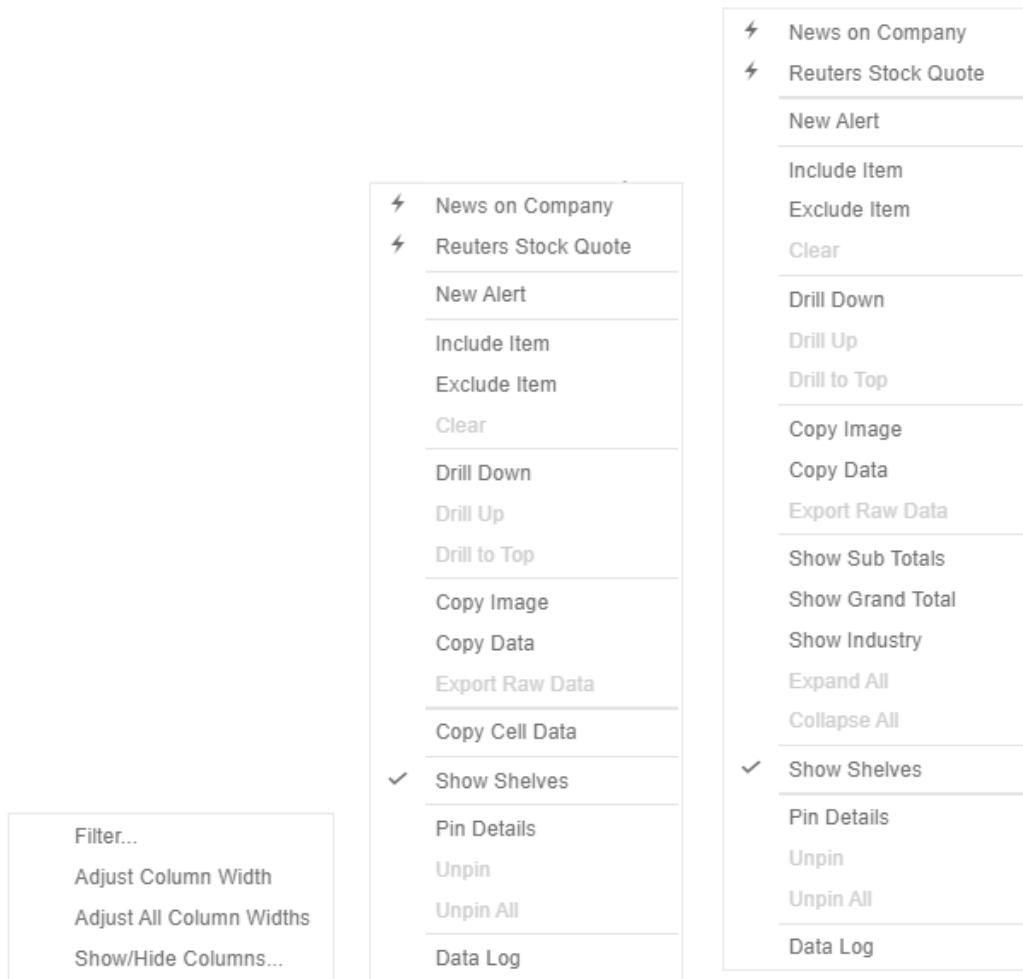 Filter...
Adjust Column Width
Adjust All Column Widths
Show/Hide Columns...
News on Company
Reuters Stock Quote
New Alert
Include Item
Exclude Item
Clear
Drill Down
Drill Up
Drill to Top
Copy Image
Copy Data
Export Raw Data
Copy Cell Data
Show Shelves
Pin Details
Unpin
Unpin All
Data Log
News on Company
Reuters Stock Quote
New Alert
Include Item
Exclude Item
Clear
Drill Down
Drill Up
Drill to Top
Copy Image
Copy Data
Export Raw Data
Show Sub Totals
Show Grand Total
Show Industry
Expand All
Collapse All
Show Shelves
Pin Details
Unpin
Unpin All
Data Log